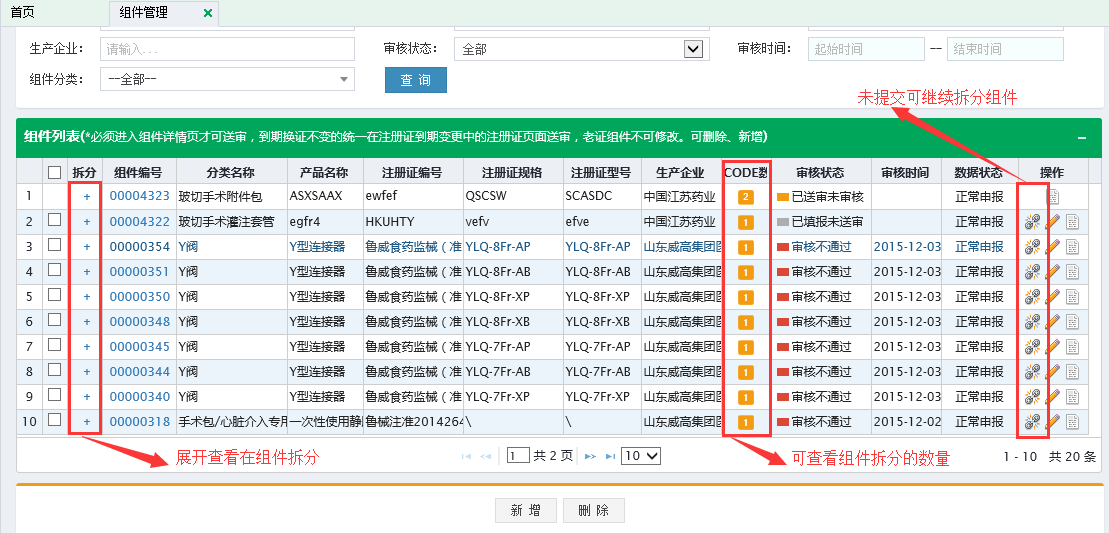 首页 组件管理 ×
生产企业： 请输入... 审核状态： 全部 审核时间： 起始时间 -- 结束时间
组件分类： --全部-- 查 询
未提交可继续拆分组件
组件列表(*必须进入组件详情页才可送审，到期换证不变的统一在注册证到期变更中的注册证页面送审，老证组件不可修改。可删除、新增)
拆分 组件编号 分类名称 产品名称 注册证编号 注册证规格 注册证型号 生产企业 CODE数 审核状态 审核时间 数据状态 操作
1 + 00004323 玻切手术附件包 ASXSAAX ewfef QSCSW SCASDC 中国江苏药业 2 已送审未审核 正常申报
2 + 00004322 玻切手术灌注套管 egfr4 HKUHTY vefv efve 中国江苏药业 1 已填报未送审 正常申报
3 + 00000354 Y阀 Y型连接器 鲁威食药监械（准 YLQ-8Fr-AP YLQ-8Fr-AP 山东威高集团医 1 审核不通过 2015-12-03 正常申报
4 + 00000351 Y阀 Y型连接器 鲁威食药监械（准 YLQ-8Fr-AB YLQ-8Fr-AB 山东威高集团医 1 审核不通过 2015-12-03 正常申报
5 + 00000350 Y阀 Y型连接器 鲁威食药监械（准 YLQ-8Fr-XP YLQ-8Fr-XP 山东威高集团医 1 审核不通过 2015-12-03 正常申报
6 + 00000348 Y阀 Y型连接器 鲁威食药监械（准 YLQ-8Fr-XB YLQ-8Fr-XB 山东威高集团医 1 审核不通过 2015-12-03 正常申报
7 + 00000345 Y阀 Y型连接器 鲁威食药监械（准 YLQ-7Fr-AP YLQ-7Fr-AP 山东威高集团医 1 审核不通过 2015-12-03 正常申报
8 + 00000344 Y阀 Y型连接器 鲁威食药监械（准 YLQ-7Fr-AB YLQ-7Fr-AB 山东威高集团医 1 审核不通过 2015-12-03 正常申报
9 + 00000340 Y阀 Y型连接器 鲁威食药监械（准 YLQ-7Fr-XP YLQ-7Fr-XP 山东威高集团医 1 审核不通过 2015-12-03 正常申报
10 + 00000318 手术包/心脏介入专用 一次性使用静 鲁械注准2014264 \ \ 山东威高集团医 1 审核不通过 2015-12-02 正常申报
展开查看在组件拆分 1 共 2 页 10 可查看组件拆分的数量 1 - 10 共 20 条
新 增 删 除